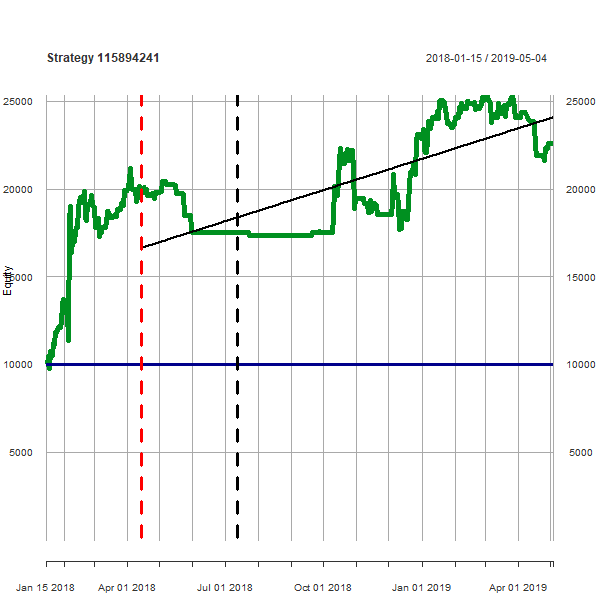 Strategy 115894241
2018-01-15 / 2019-05-04
25000
25000
20000
20000
Equity
15000
15000
10000
10000
5000
5000
Jan 15 2018
Apr 01 2018
Jul 01 2018
Oct 01 2018
Jan 01 2019
Apr 01 2019